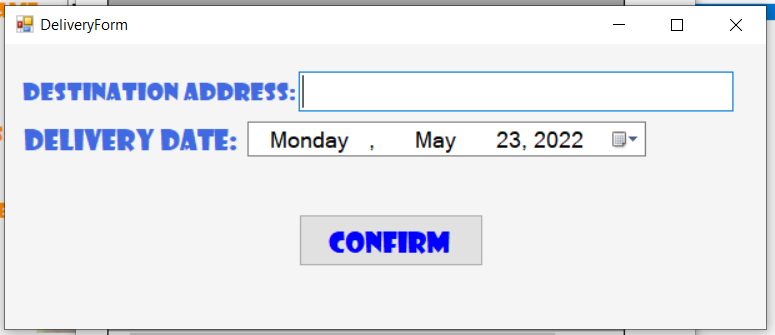 DeliveryForm
DESTINATION ADDRESS:
DELIVERY DATE: Monday , May 23, 2022
CONFIRM